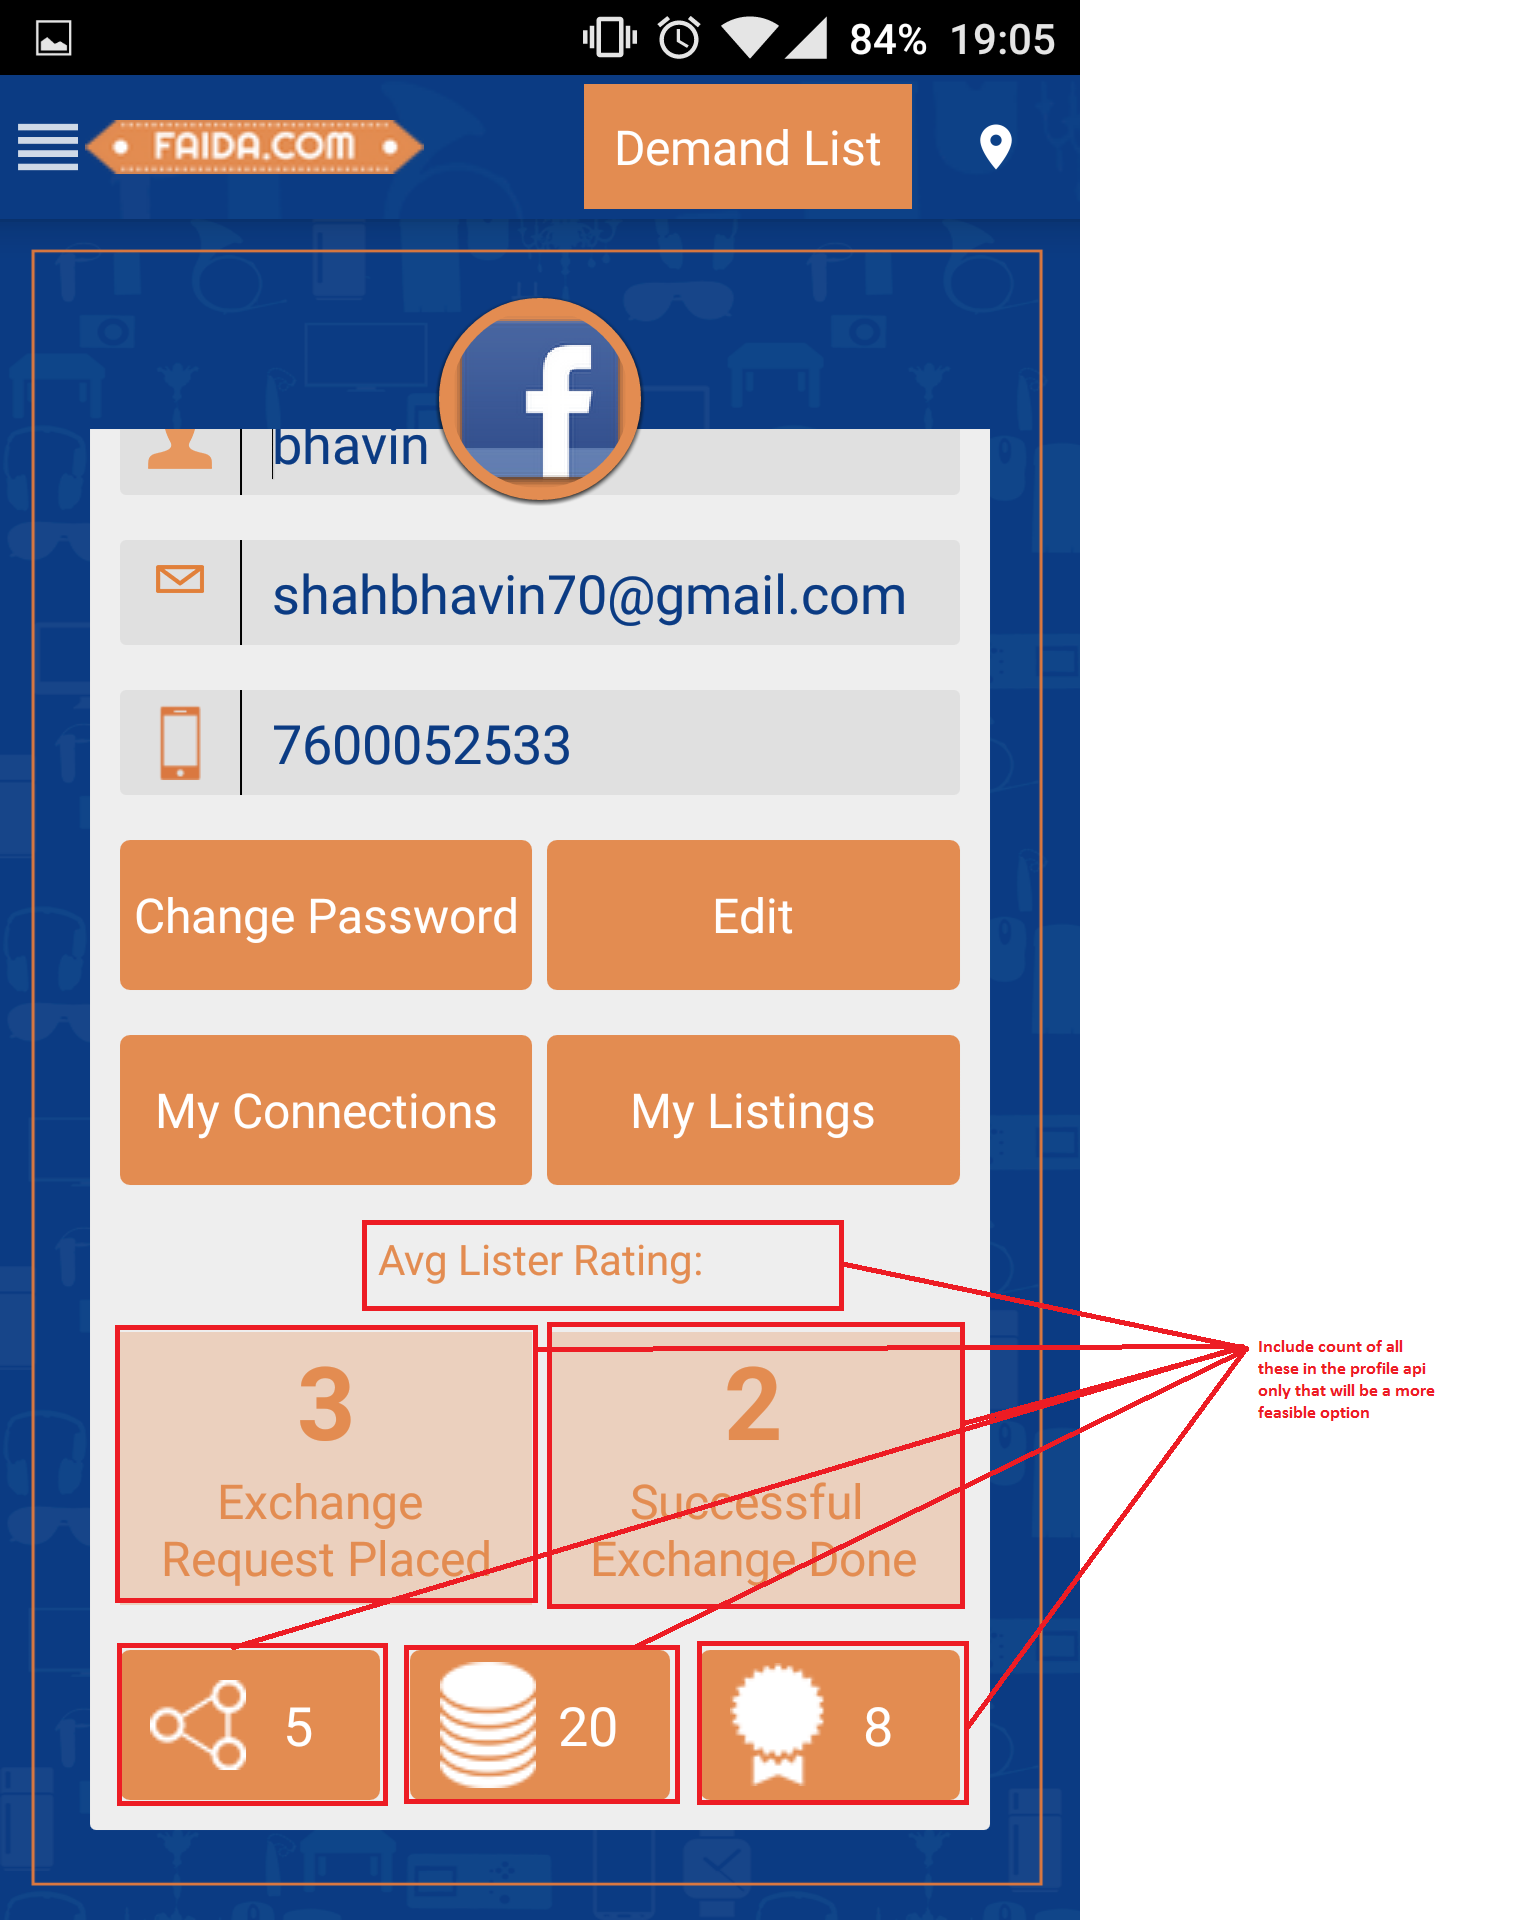 84% 19:05
FAIDA.COM
Demand List
f
bhavin
shahbhavin70@gmail.com
7600052533
Change Password
Edit
My Connections
My Listings
Avg Lister Rating:
3
Exchange
Request Placed
2
Successful
Exchange Done
5
20
8
Include count of all
these in the profile api
only that will be a more
feasible option